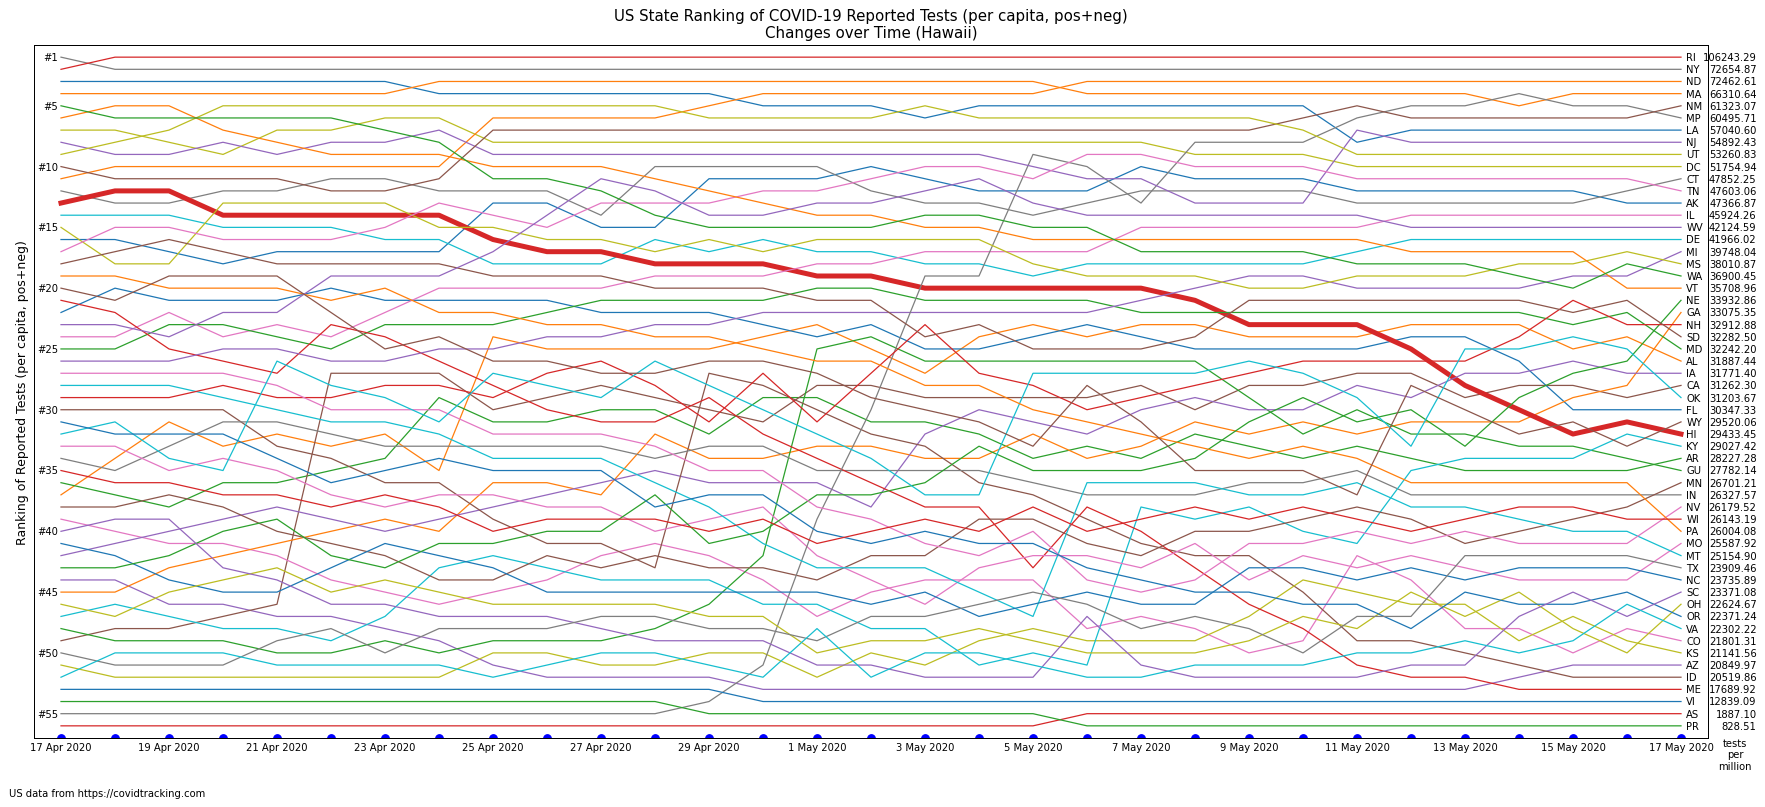 US State Ranking of COVID-19 Reported Tests (per capita, pos+neg)
Changes over Time (Hawaii)
Ranking of Reported Tests (per capita, pos+neg)
#1
#5
#10
#15
#20
#25
#30
#35
#40
#45
#50
#55
RI 106243.29
NY 72654.87
ND 72462.61
MA 66310.64
NM 61323.07
MP 60495.71
LA 57040.60
NJ 54892.43
UT 53260.83
DC 51754.94
CT 47852.25
TN 47603.06
AK 47366.87
IL 45924.26
WV 42124.59
DE 41966.02
MI 39748.04
MS 38010.87
WA 36900.45
VT 35708.96
NE 33932.86
GA 33075.35
NH 32912.88
SD 32282.50
MD 32242.20
AL 31887.44
IA 31771.40
CA 31262.30
OK 31203.67
FL 30347.33
WY 29520.06
HI 29433.45
KY 29027.42
AR 28227.28
GU 27782.14
MN 26701.21
IN 26327.57
NV 26179.52
WI 26143.19
PA 26004.08
MO 25587.92
MT 25154.90
TX 23909.46
NC 23735.89
SC 23371.08
OH 22624.67
OR 22371.24
VA 22302.22
CO 21801.31
KS 21141.56
AZ 20849.97
ID 20519.86
ME 17689.92
VI 12839.09
AS 1887.10
PR 828.51
17 Apr 2020 19 Apr 2020 21 Apr 2020 23 Apr 2020 25 Apr 2020 27 Apr 2020 29 Apr 2020 1 May 2020 3 May 2020 5 May 2020 7 May 2020 9 May 2020 11 May 2020 13 May 2020 15 May 2020 17 May 2020
tests
per
million
US data from https://covidtracking.com